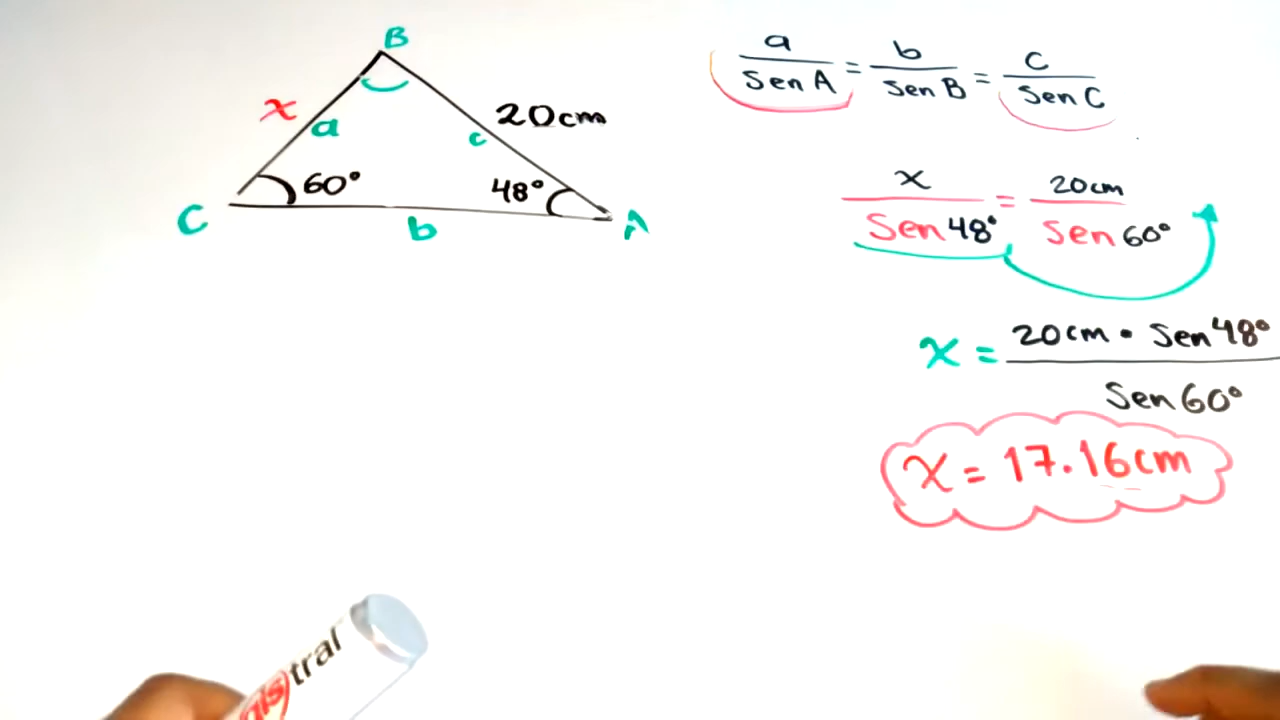 B
x
a
c
20cm
60°
48°
C
b
A
a/Sen A = b/Sen B = c/Sen C
x/Sen 48° = 20cm/Sen 60°
x = 20cm • Sen 48°/Sen 60°
x = 17.16cm
tral